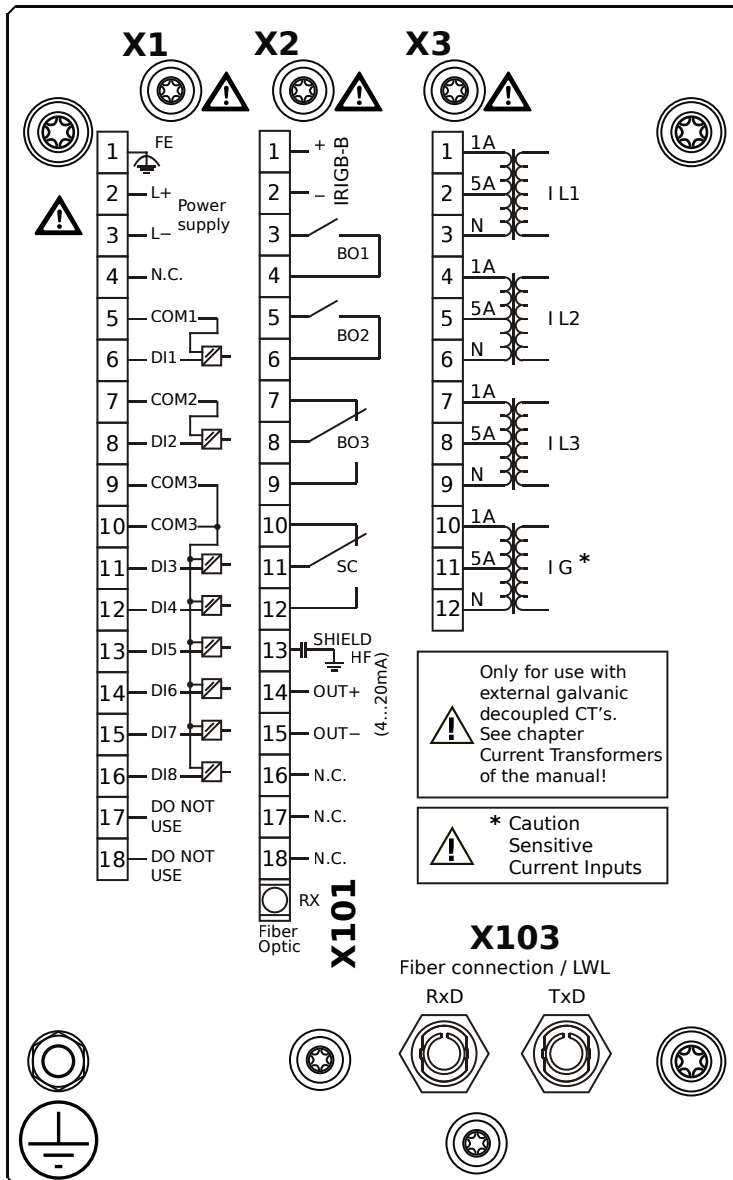 X1
1 FE
2 L+
Power
supply
3 L−
4 N.C.
5 COM1
6 DI1
7 COM2
8 DI2
9 COM3
10 COM3
11 DI3
12 DI4
13 DI5
14 DI6
15 DI7
16 DI8
17 DO NOT
USE
18 DO NOT
USE
X2
1 +
IRIGB-B
2 −
3
BO1
4
5
BO2
6
7
8 BO3
9
10
11 SC
12
13 SHIELD
HF
14 OUT+
(4...20mA)
15 OUT−
16 N.C.
17 N.C.
18 N.C.
RX
Fiber
Optic
X101
X3
1 1A
2 5A I L1
3 N
4 1A
5 5A I L2
6 N
7 1A
8 5A I L3
9 N
10 1A
11 5A I G *
12 N
! Only for use with
external galvanic
decoupled CT's.
See chapter
Current Transformers
of the manual!
! * Caution
Sensitive
Current Inputs
X103
Fiber connection / LWL
RxD TxD